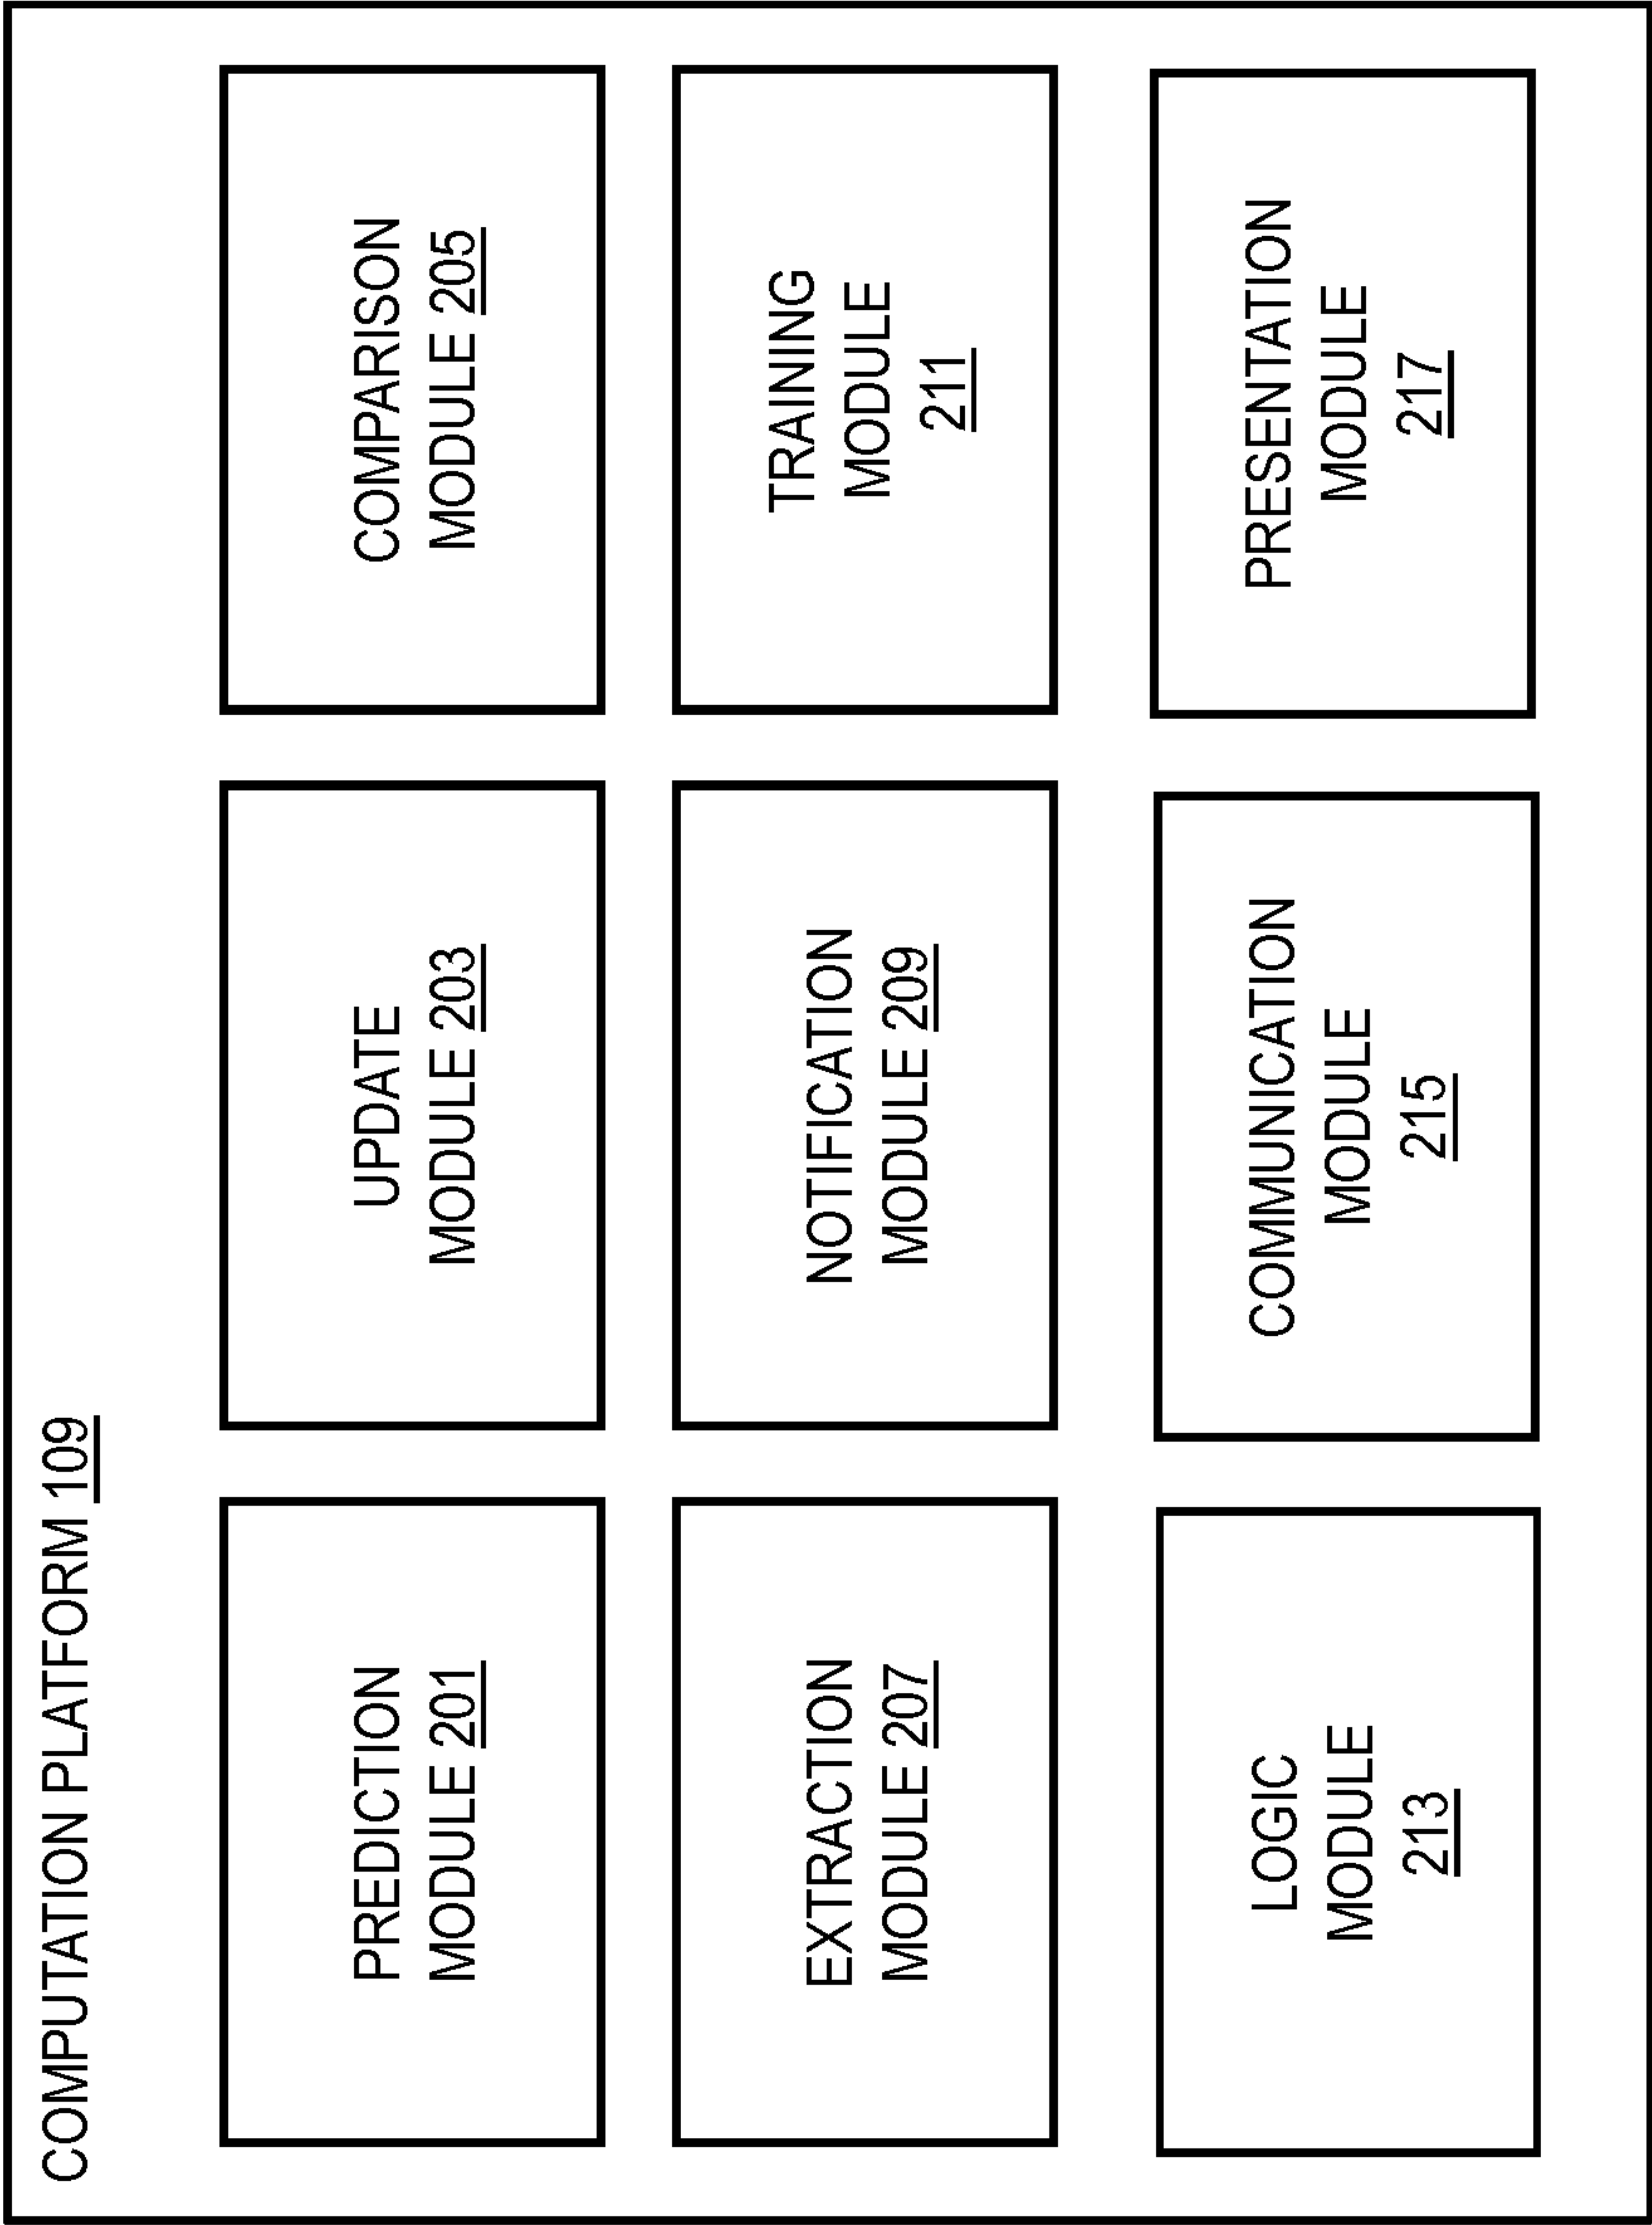 COMPUTATION PLATFORM 109
PREDICTION
MODULE 201
UPDATE
MODULE 203
COMPARISON
MODULE 205
EXTRACTION
MODULE 207
NOTIFICATION
MODULE 209
TRAINING
MODULE
211
LOGIC
MODULE
213
COMMUNICATION
MODULE
215
PRESENTATION
MODULE
217